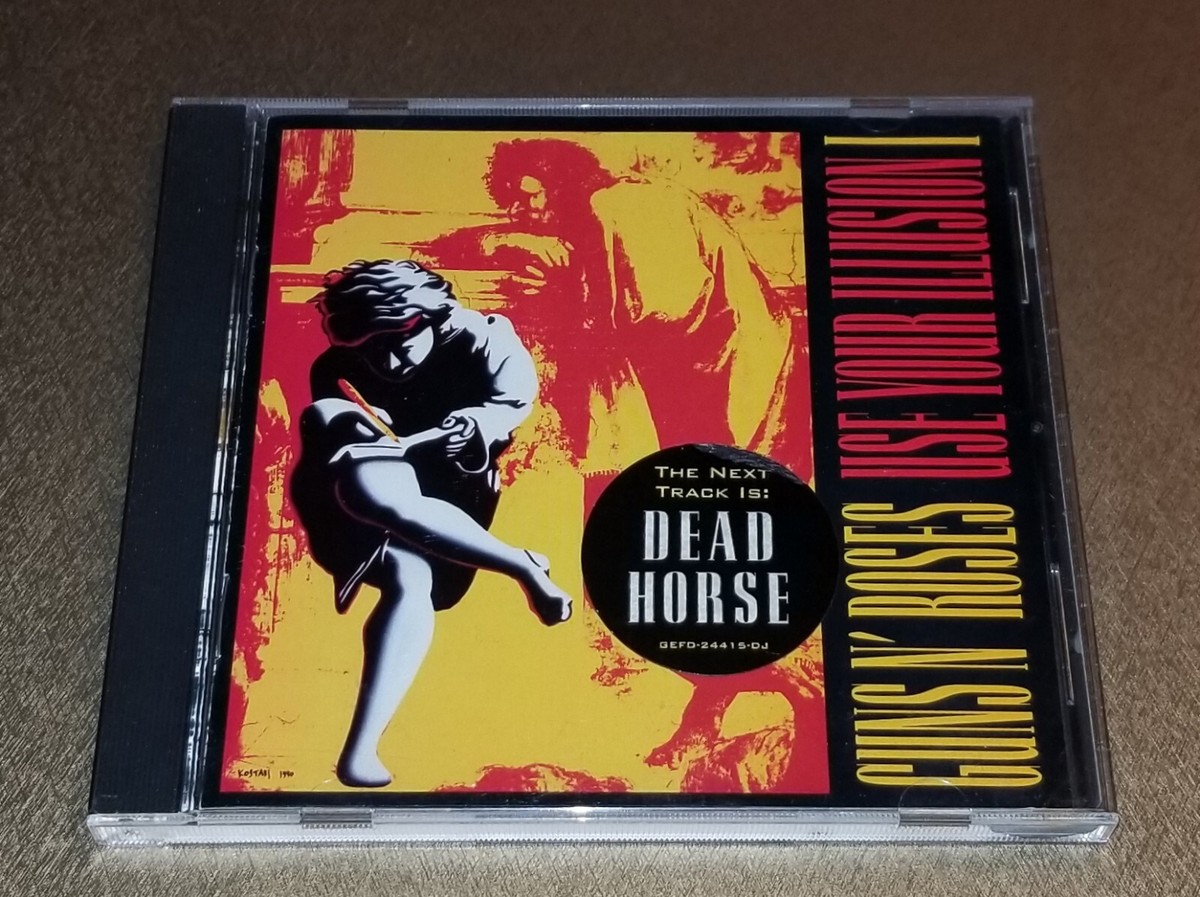 GUNS N' ROSES USE YOUR ILLUSION I
THE NEXT
TRACK IS:
DEAD
HORSE
GEFD-24415-DJ
KOSTABI 1990